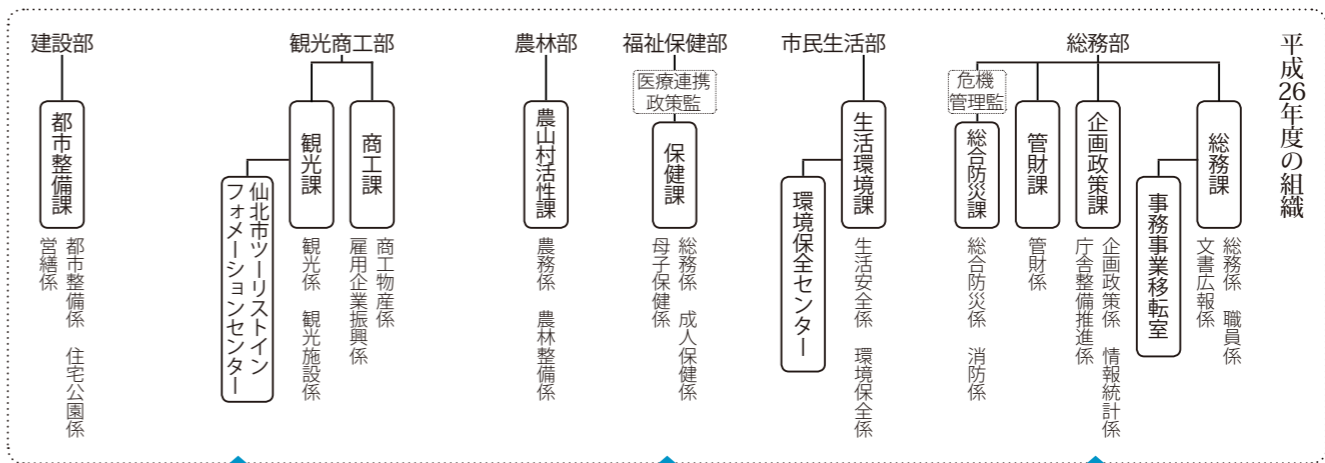 平成26年度の組織
総務部
総務課
総務係　職員係
文書広報係
事務事業移転室
企画政策課
企画政策係　情報統計係
庁舎整備推進係
管財課
管財係
危機
管理監
総合防災課
総合防災係　消防係
市民生活部
生活環境課
生活安全係　環境保全係
環境保全センター
福祉保健部
医療連携
政策監
保健課
総務係　成人保健係
母子保健係
農林部
農山村活性課
農務係　農林整備係
観光商工部
商工課
商工物産係
雇用企業振興係
観光課
観光係　観光施設係
仙北市ツーリストイン
フォメーションセンター
建設部
都市整備課
都市整備係　住宅公園係
営繕係